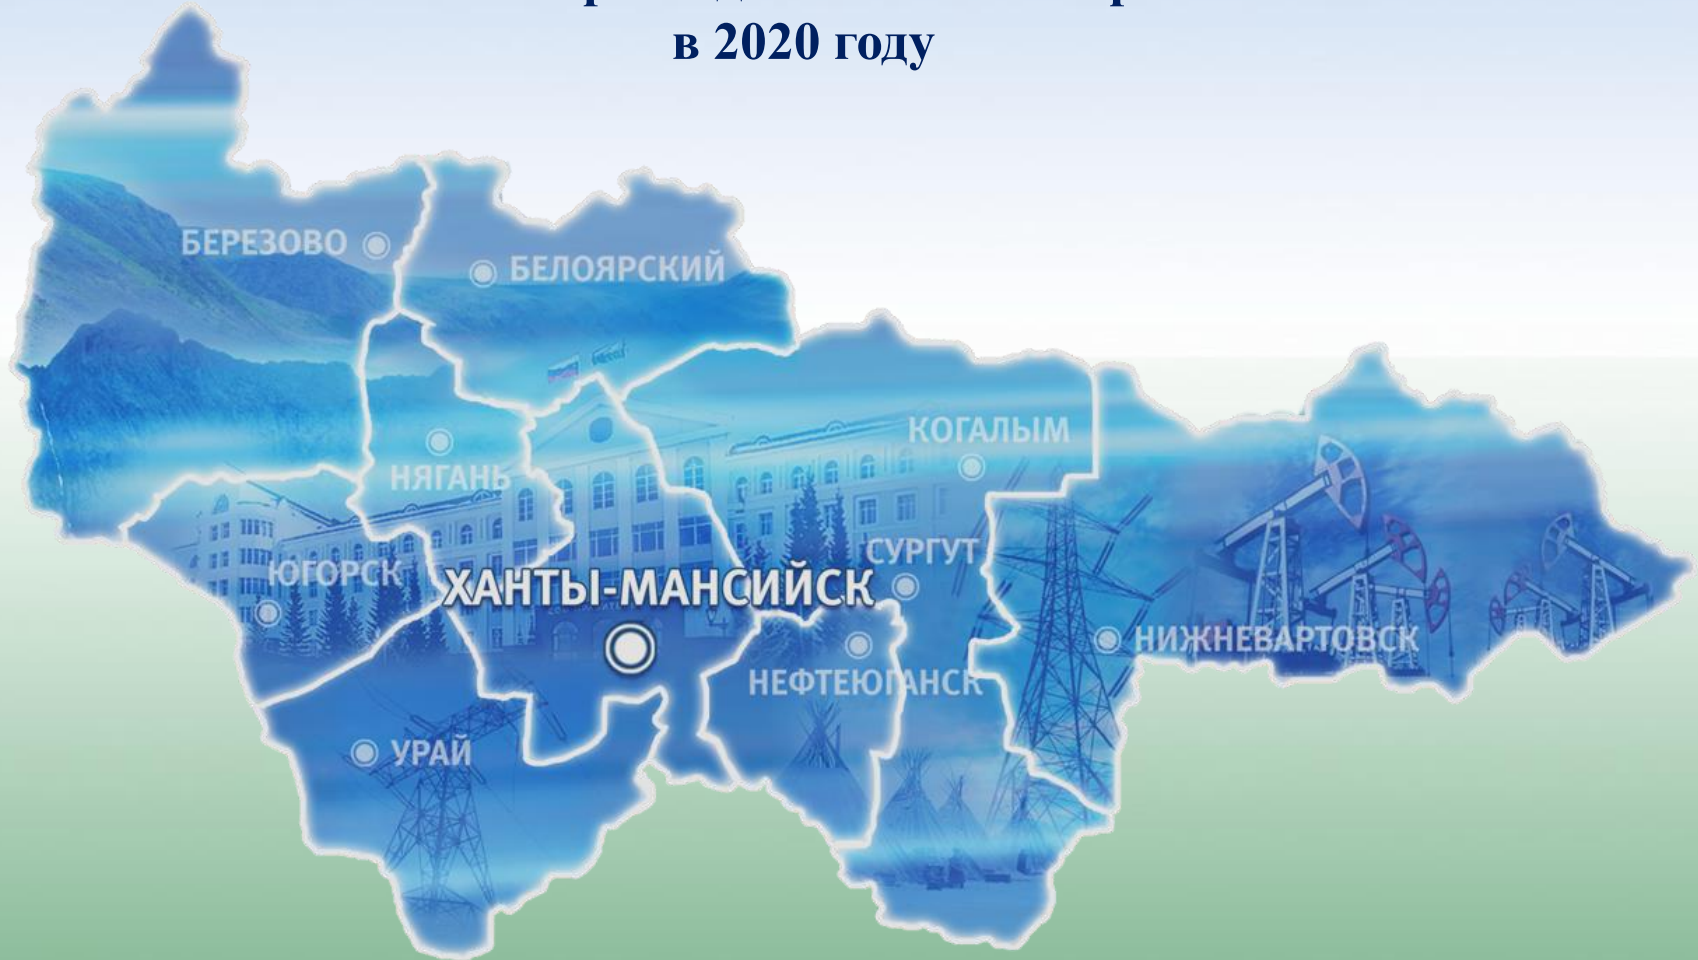 в 2020 году
БЕРЕЗОВО
БЕЛОЯРСКИЙ
КОГАЛЫМ
НЯГАНЬ
СУРГУТ
ЮГОРСК
ХАНТЫ-МАНСИЙСК
НИЖНЕВАРТОВСК
НЕФТЕЮГАНСК
УРАЙ